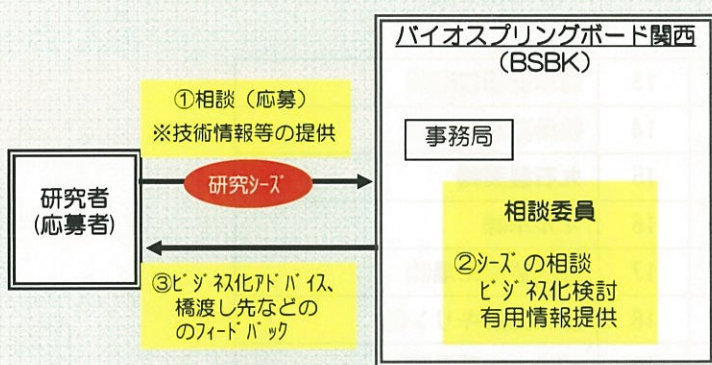 バイオスプリングボード関西
(BSBK)
①相談（応募）
※技術情報等の提供
事務局
研究シーズ
研究者
(応募者)
相談委員
②シーズの相談
ビジネス化検討
有用情報提供
③ビジネス化アドバイス、
橋渡し先などの
のフィードバック